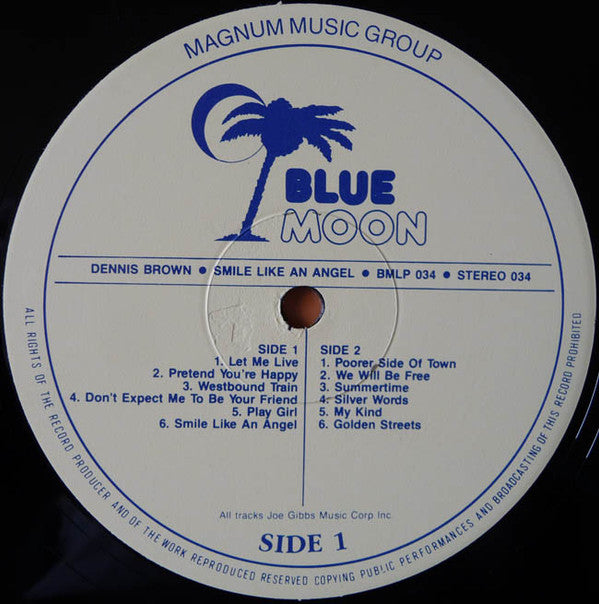 MAGNUM MUSIC GROUP
BLUE
MOON
DENNIS BROWN ● SMILE LIKE AN ANGEL ● BMLP 034 ● STEREO 034
SIDE 1
1. Let Me Live
2. Pretend You're Happy
3. Westbound Train
4. Don't Expect Me To Be Your Friend
5. Play Girl
6. Smile Like An Angel
SIDE 2
1. Poorer Side Of Town
2. We Will Be Free
3. Summertime
4. Silver Words
5. My Kind
6. Golden Streets
All tracks Joe Gibbs Music Corp Inc.
SIDE 1
ALL RIGHTS OF THE RECORD PRODUCER AND OF THE WORK REPRODUCED RESERVED COPYING PUBLIC PERFORMANCES AND BROADCASTING OF THIS RECORD PROHIBITED